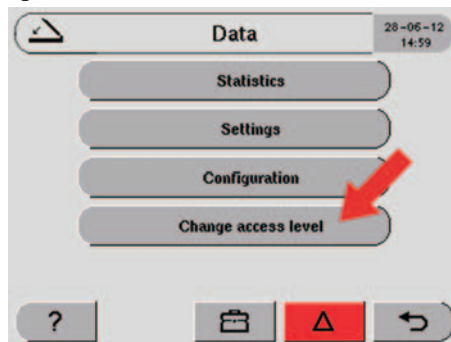 Data
28-06-12
14:59
Statistics
Settings
Configuration
Change access level
?